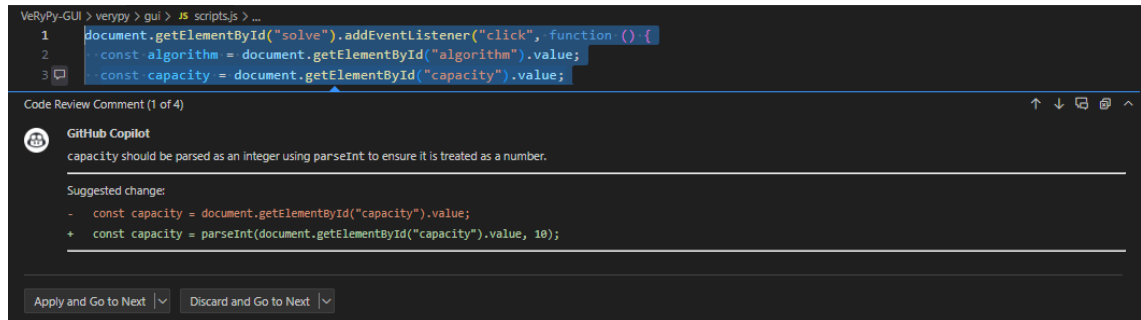 VeRyPy-GUI > verypy > gui > JS scripts.js > ...
1 document.getElementById("solve").addEventListener("click", function () {
2 const algorithm = document.getElementById("algorithm").value;
3 const capacity = document.getElementById("capacity").value;
Code Review Comment (1 of 4)
GitHub Copilot
capacity should be parsed as an integer using parseInt to ensure it is treated as a number.
Suggested change:
- const capacity = document.getElementById("capacity").value;
+ const capacity = parseInt(document.getElementById("capacity").value, 10);
Apply and Go to Next Discard and Go to Next